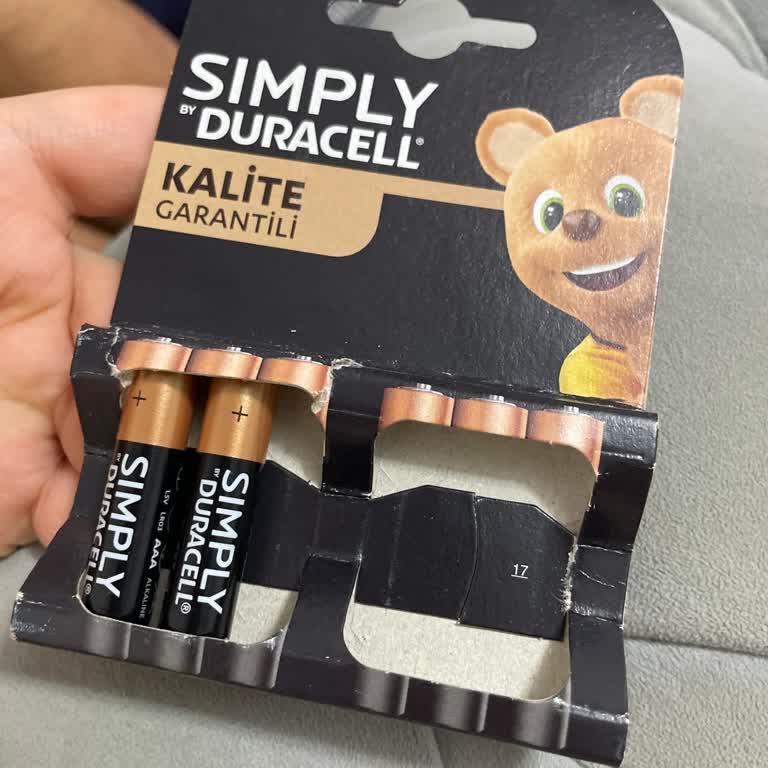 SIMPLY
BY DURACELL®
KALİTE
GARANTİLİ
+
+
SIMPLY
BY DURACELL®
1,5V LR03 AAA ALKALINE
SIMPLY
BY DURACELL®
17